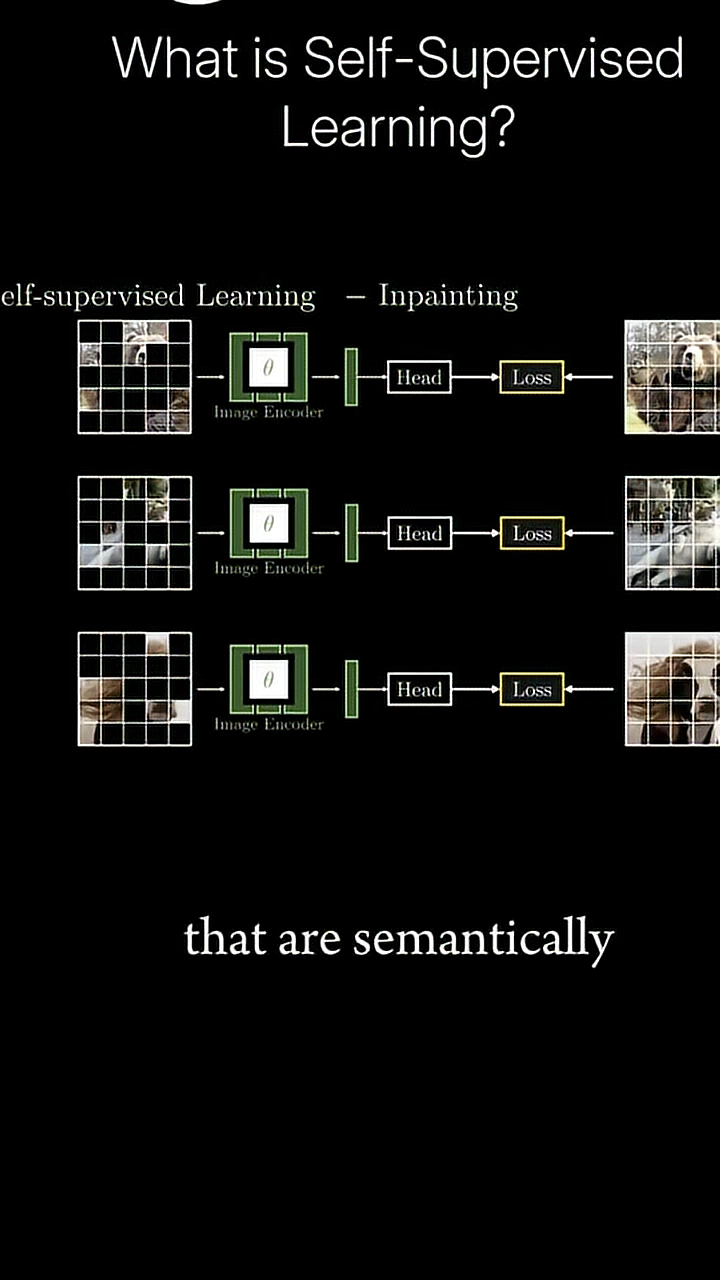 What is Self-Supervised
Learning?
elf-supervised Learning – Inpainting
θ
Image Encoder
Head
Loss
θ
Image Encoder
Head
Loss
θ
Image Encoder
Head
Loss
that are semantically